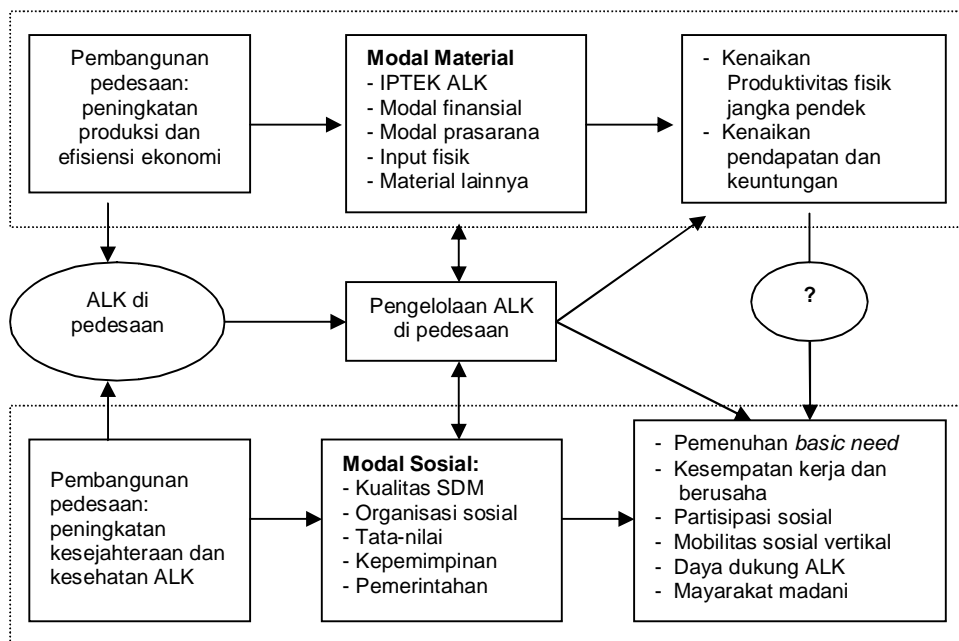 Pembangunan
pedesaan:
peningkatan
produksi dan
efisiensi ekonomi
Modal Material
- IPTEK ALK
- Modal finansial
- Modal prasarana
- Input fisik
- Material lainnya
- Kenaikan
Produktivitas fisik
jangka pendek
- Kenaikan
pendapatan dan
keuntungan
ALK di
pedesaan
Pengelolaan ALK
di pedesaan
?
Pembangunan
pedesaan:
peningkatan
kesejahteraan dan
kesehatan ALK
Modal Sosial:
- Kualitas SDM
- Organisasi sosial
- Tata-nilai
- Kepemimpinan
- Pemerintahan
- Pemenuhan basic need
- Kesempatan kerja dan
berusaha
- Partisipasi sosial
- Mobilitas sosial vertikal
- Daya dukung ALK
- Mayarakat madani